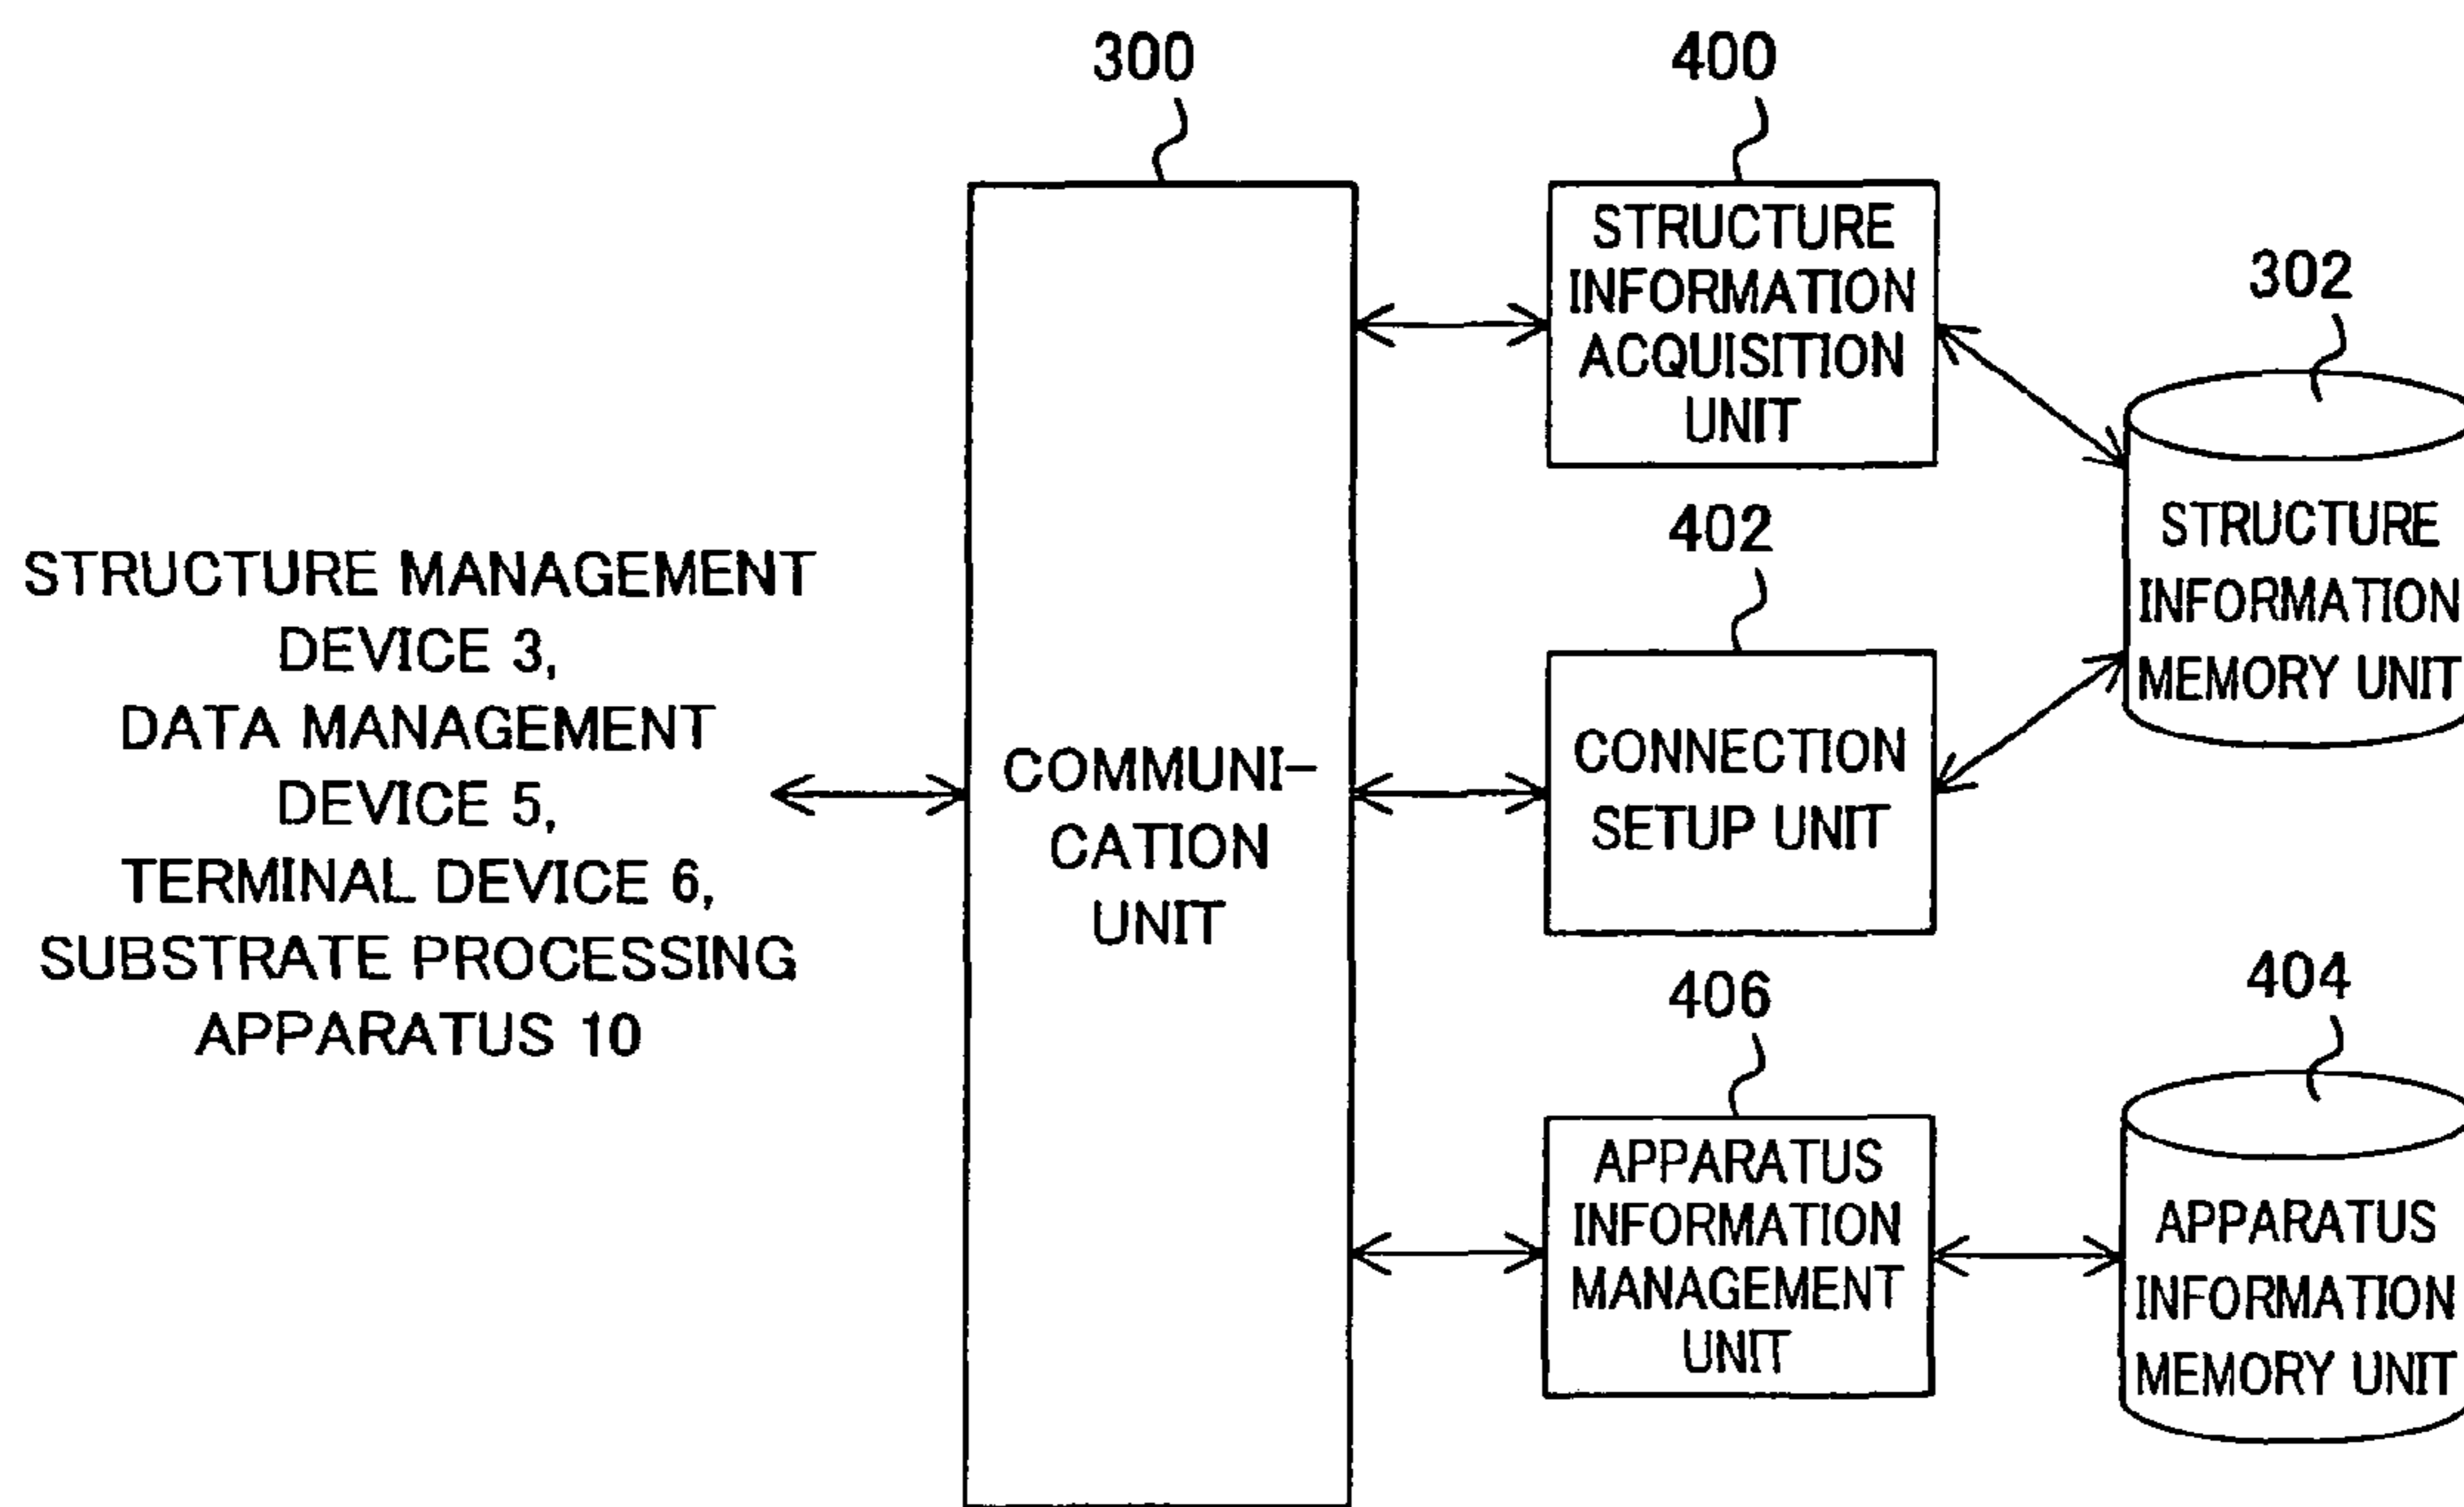 300
400
STRUCTURE
INFORMATION
ACQUISITION
UNIT
302
STRUCTURE
INFORMATION
MEMORY UNIT
402
STRUCTURE MANAGEMENT
DEVICE 3,
DATA MANAGEMENT
DEVICE 5,
TERMINAL DEVICE 6,
SUBSTRATE PROCESSING
APPARATUS 10
COMMUNI-
CATION
UNIT
CONNECTION
SETUP UNIT
406
404
APPARATUS
INFORMATION
MANAGEMENT
UNIT
APPARATUS
INFORMATION
MEMORY UNIT